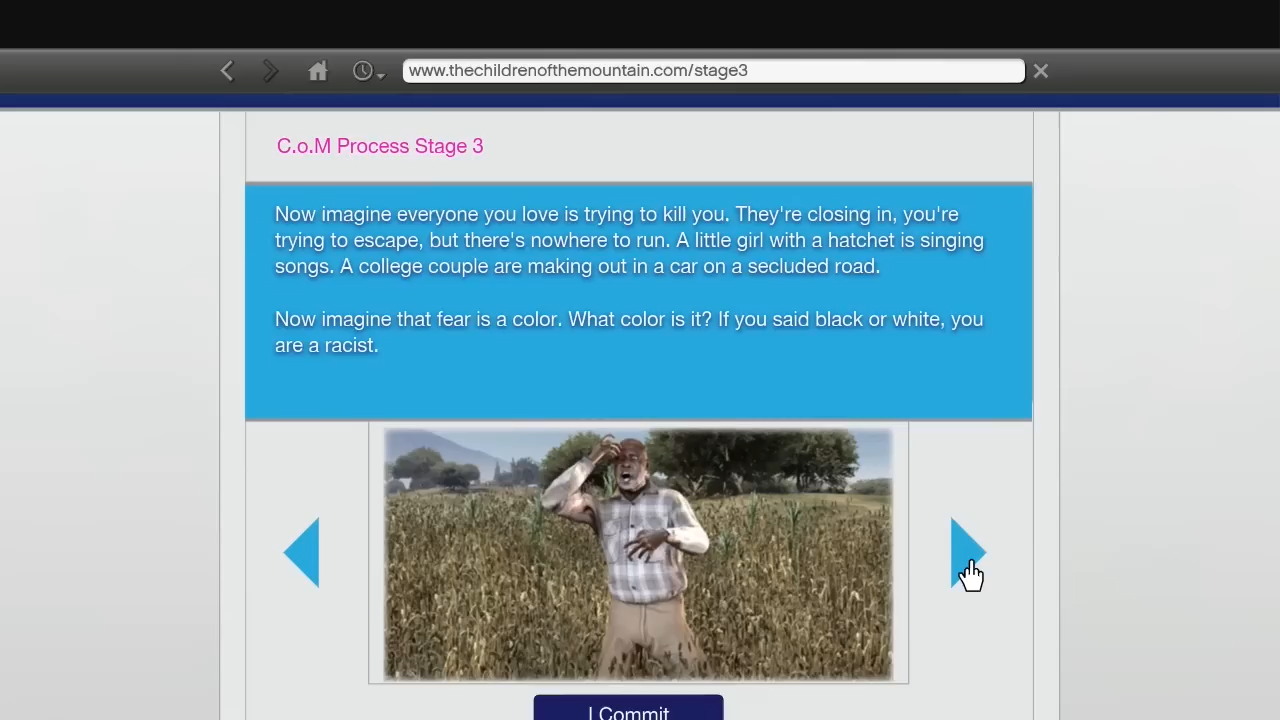 www.thechildrenofthemountain.com/stage3
C.o.M Process Stage 3
Now imagine everyone you love is trying to kill you. They're closing in, you're
trying to escape, but there's nowhere to run. A little girl with a hatchet is singing
songs. A college couple are making out in a car on a secluded road.
Now imagine that fear is a color. What color is it? If you said black or white, you
are a racist.
I Commit